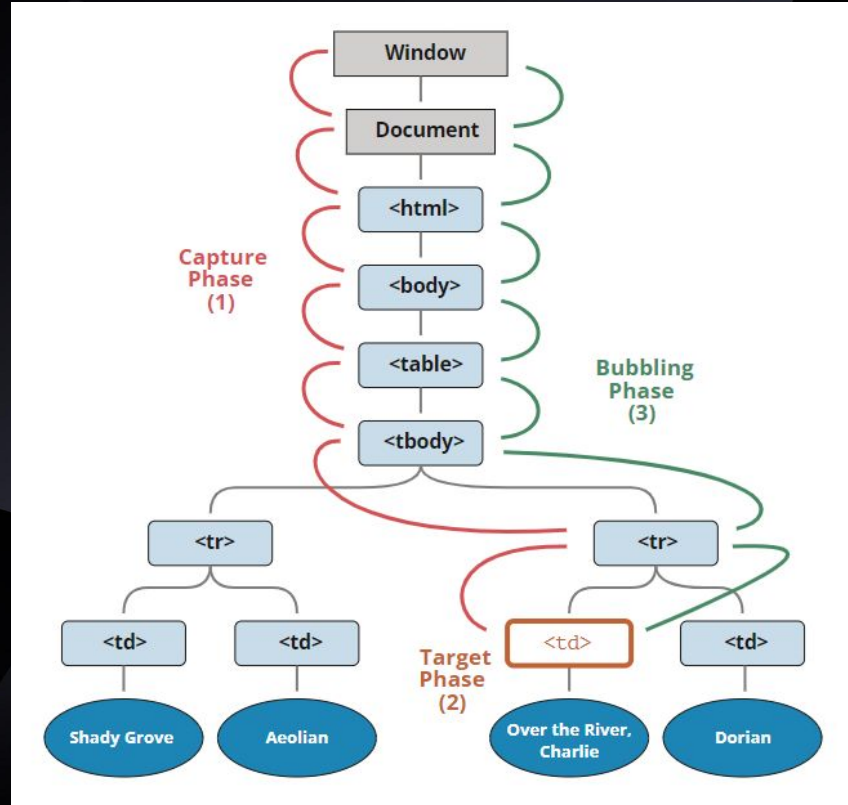 Window
Document
<html>
Capture
Phase
(1)
<body>
<table>
Bubbling
Phase
(3)
<tbody>
<tr>
<tr>
<td>
<td>
<td>
<td>
Target
Phase
(2)
Shady Grove
Aeolian
Over the River,
Charlie
Dorian